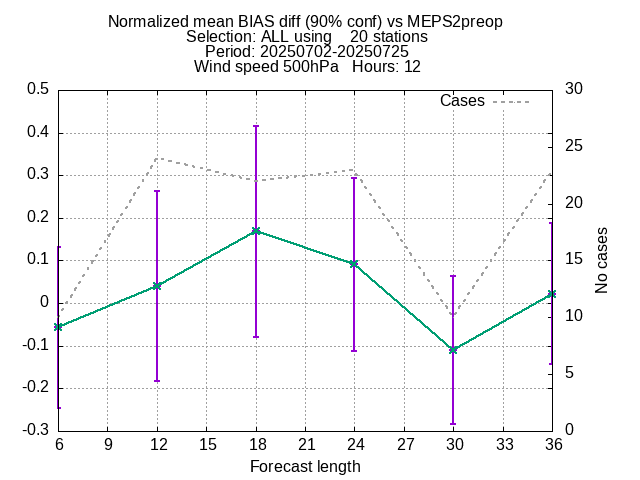 Normalized mean BIAS diff (90% conf) vs MEPS2preop
Selection: ALL using    20 stations
Period: 20250702-20250725
Wind speed 500hPa   Hours: 12
Cases
0.5
0.4
0.3
0.2
0.1
0
-0.1
-0.2
-0.3
30
25
20
15
10
5
0
No cases
6 9 12 15 18 21 24 27 30 33 36
Forecast length